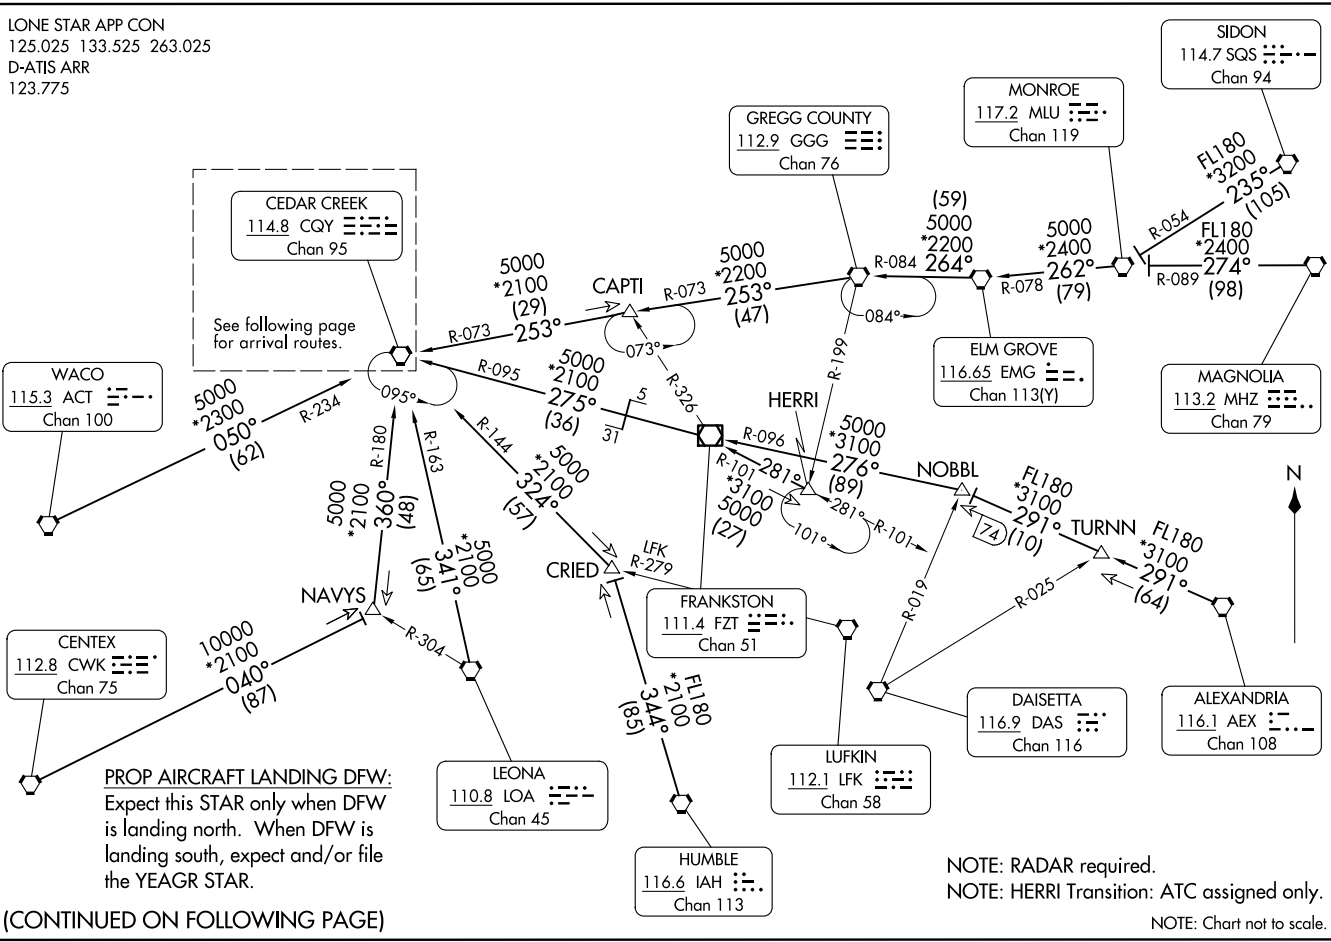 LONE STAR APP CON
125.025 133.525 263.025
D-ATIS ARR
123.775
SIDON
114.7 SQS
Chan 94
MONROE
117.2 MLU
Chan 119
GREGG COUNTY
112.9 GGG
Chan 76
CEDAR CREEK
114.8 CQY
Chan 95
See following page
for arrival routes.
FL180
*3200
235°
(105)
R-054
FL180
*2400
274°
(98)
R-089
5000
*2400
262°
(79)
R-078
(59)
5000
*2200
264°
R-084
084°
5000
*2200
253°
(47)
R-073
CAPTI
073°
5000
*2100
(29)
253°
R-073
R-199
R-326
ELM GROVE
116.65 EMG
Chan 113(Y)
MAGNOLIA
113.2 MHZ
Chan 79
WACO
115.3 ACT
Chan 100
5000
*2300
050°
(62)
R-234
095°
R-095
5000
*2100
275°
(36)
5
31
HERRI
R-096
5000
*3100
276°
(89)
NOBBL
R-101
281°
*3100
5000
(27)
281°
R-101
101°
74
FL180
*3100
291°
(10)
TURNN
FL180
*3100
291°
(64)
N
R-180
5000
*2100
360°
(48)
R-163
5000
*2100
341°
(65)
R-144
5000
*2100
324°
(57)
CRIED
LFK
R-279
NAVYS
R-304
R-019
R-025
CENTEX
112.8 CWK
Chan 75
10000
*2100
040°
(87)
FRANKSTON
111.4 FZT
Chan 51
FL180
*2100
344°
(85)
DAISETTA
116.9 DAS
Chan 116
ALEXANDRIA
116.1 AEX
Chan 108
LEONA
110.8 LOA
Chan 45
LUFKIN
112.1 LFK
Chan 58
HUMBLE
116.6 IAH
Chan 113
PROP AIRCRAFT LANDING DFW:
Expect this STAR only when DFW
is landing north. When DFW is
landing south, expect and/or file
the YEAGR STAR.
(CONTINUED ON FOLLOWING PAGE)
NOTE: RADAR required.
NOTE: HERRI Transition: ATC assigned only.
NOTE: Chart not to scale.